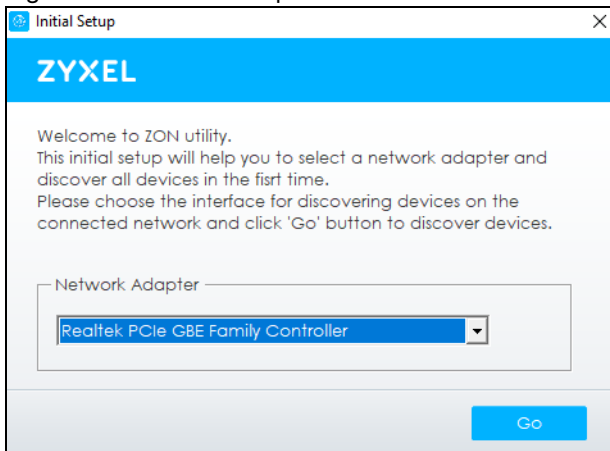 Initial Setup
ZYXEL
Welcome to ZON utility.
This initial setup will help you to select a network adapter and
discover all devices in the fisrt time.
Please choose the interface for discovering devices on the
connected network and click 'Go' button to discover devices.
Network Adapter
Realtek PCIe GBE Family Controller
Go